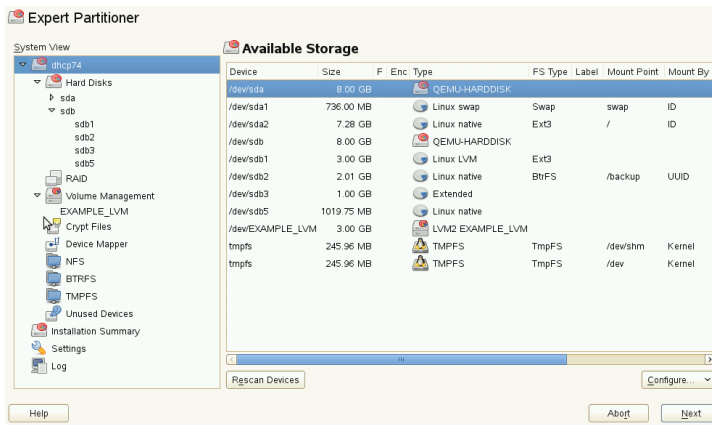 Expert Partitioner
System View
dhcp74
Hard Disks
sda
sdb
sdb1
sdb2
sdb3
sdb5
RAID
Volume Management
EXAMPLE_LVM
Crypt Files
Device Mapper
NFS
BTRFS
TMPFS
Unused Devices
Installation Summary
Settings
Log
Available Storage
Device Size F Enc Type FS Type Label Mount Point Mount By
/dev/sda 8.00 GB QEMU-HARDDISK
/dev/sda1 736.00 MB Linux swap Swap swap ID
/dev/sda2 7.28 GB Linux native Ext3 / ID
/dev/sdb 8.00 GB QEMU-HARDDISK
/dev/sdb1 3.00 GB Linux LVM Ext3
/dev/sdb2 2.01 GB Linux native BtrFS /backup UUID
/dev/sdb3 1.00 GB Extended
/dev/sdb5 1019.75 MB Linux native
/dev/EXAMPLE_LVM 3.00 GB LVM2 EXAMPLE_LVM
tmpfs 245.96 MB TMPFS TmpFS /dev/shm Kernel
tmpfs 245.96 MB TMPFS TmpFS /dev Kernel
Rescan Devices Configure...
Help Abort Next